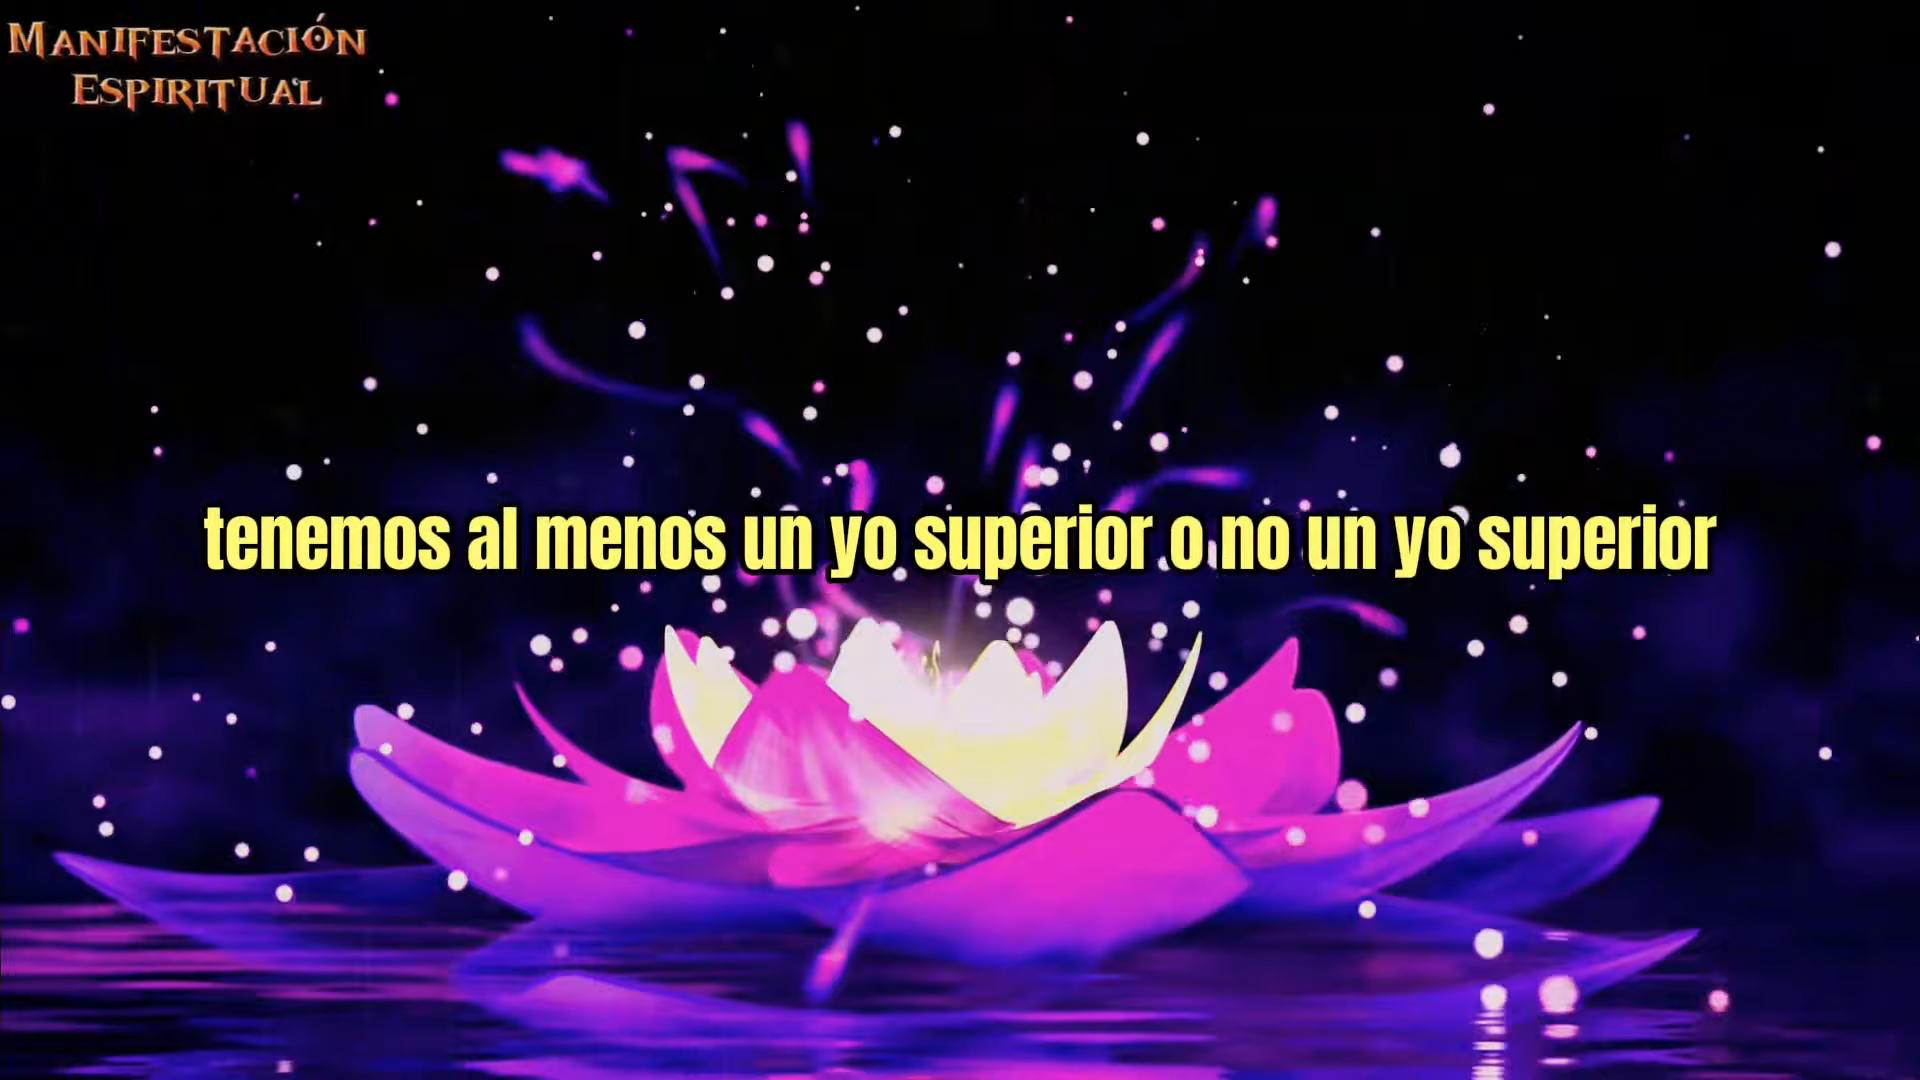 MANIFESTACIÓN
ESPIRITUAL
tenemos al menos un yo superior o no un yo superior